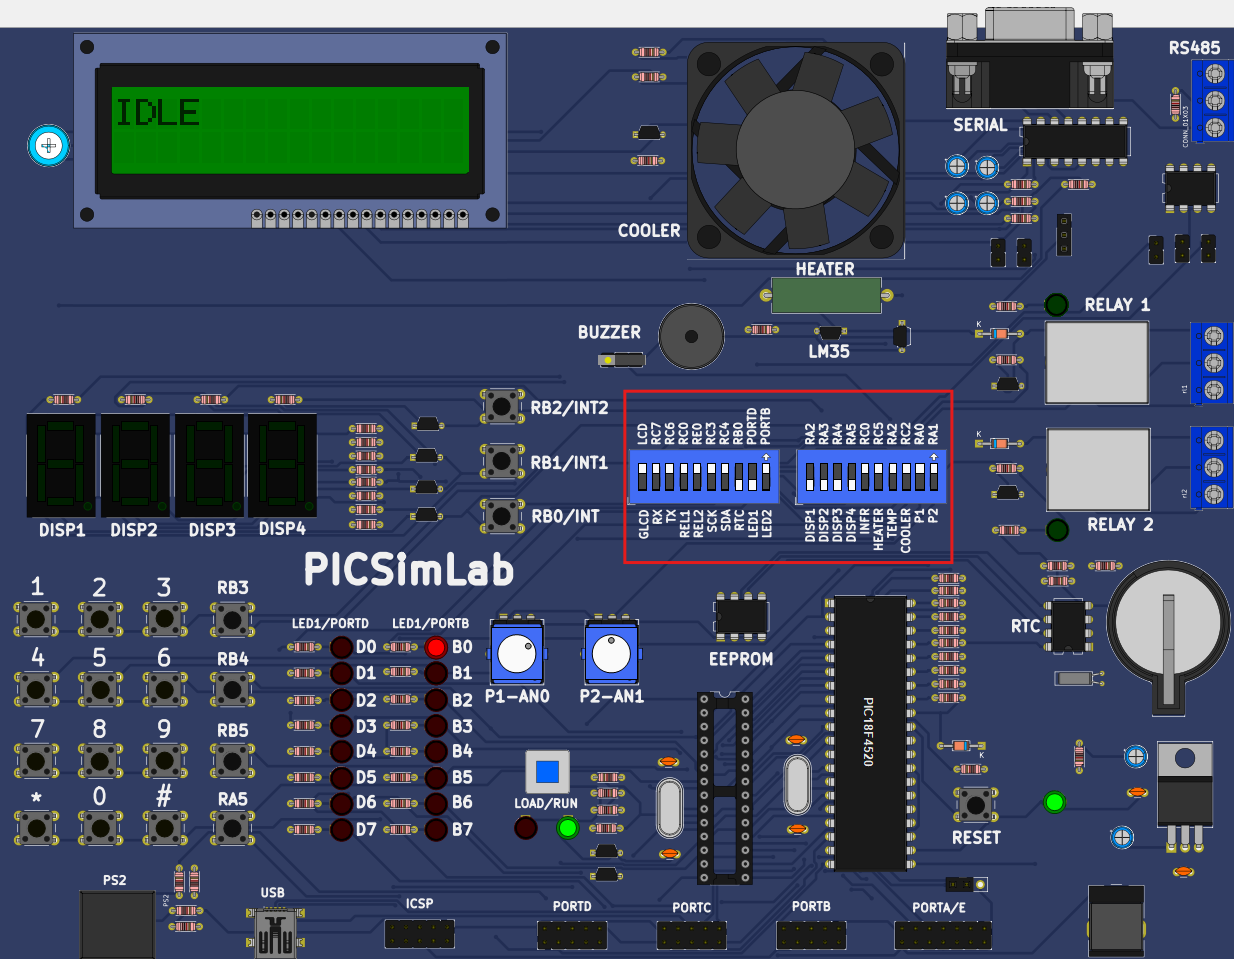 IDLE
RS485
CONN_01X03
SERIAL
COOLER
HEATER
BUZZER
LM35
K
RELAY 1
rl1
RB2/INT2
LCD RC7 RC6 RC0 RE0 RC3 RC4 RB0 PORTD PORTB
RA2 RA3 RA4 RA5 RC0 RC5 RA2 RC2 RA0 RA1
K
RB1/INT1
rl2
GLCD RX TX REL1 REL2 SCK SDA RTC LED1 LED2
DISP1 DISP2 DISP3 DISP4 INFR HEATER TEMP COOLER P1 P2
RB0/INT
RELAY 2
DISP1 DISP2 DISP3 DISP4
PICSimLab
1 2 3 RB3
LED1/PORTD LED1/PORTB
RTC
D0 B0
4 5 6 RB4
EEPROM
D1 B1
P1-AN0 P2-AN1
D2 B2
7 8 9 RB5
D3 B3
PIC18F4520
D4 B4
K
D5 B5
* 0 # RA5
D6 B6
LOAD/RUN
D7 B7
RESET
PS2
PS2
USB
ICSP
PORTD
PORTC
PORTB
PORTA/E